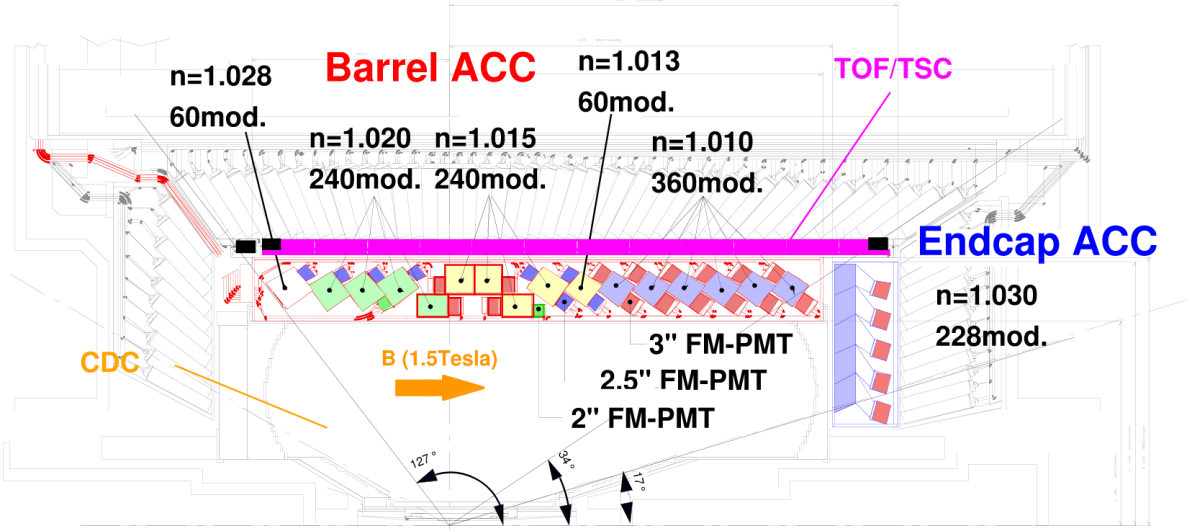 Barrel ACC
n=1.028
60mod.
n=1.020
240mod.
n=1.015
240mod.
n=1.013
60mod.
n=1.010
360mod.
TOF/TSC
Endcap ACC
n=1.030
228mod.
CDC
B (1.5Tesla)
3" FM-PMT
2.5" FM-PMT
2" FM-PMT
127°
34°
17°